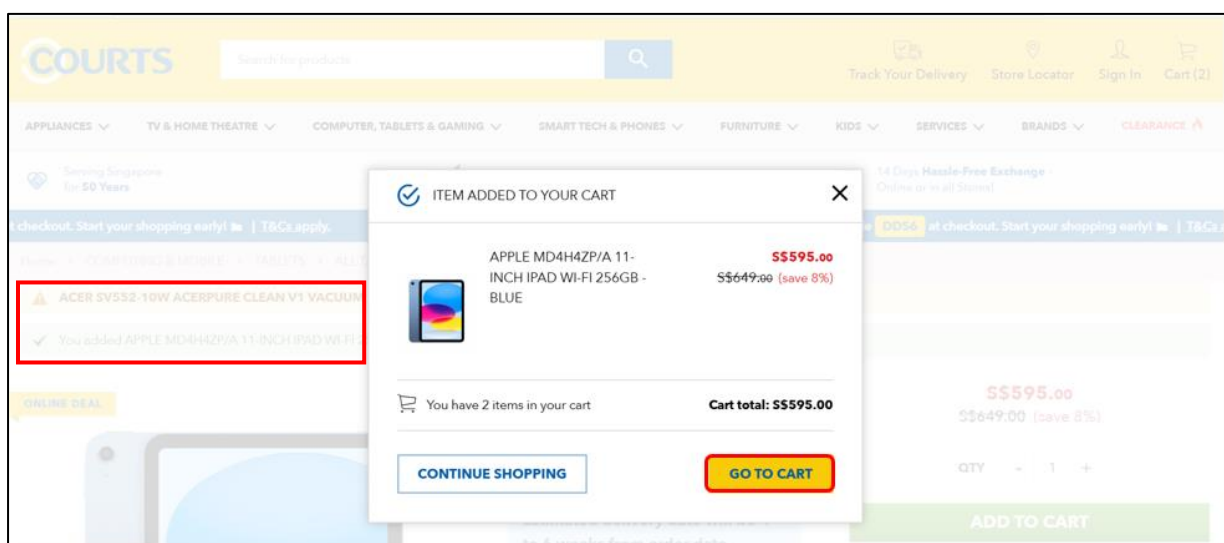 COURTS
Search for products
Track Your Delivery
Store Locator
Sign In
Cart (2)
APPLIANCES
TV & HOME THEATRE
COMPUTER, TABLETS & GAMING
SMART TECH & PHONES
FURNITURE
KIDS
SERVICES
BRANDS
CLEARANCE
Serving Singapore
for 50 Years
14 Days Hassle-Free Exchange
Online or in all Stores!
checkout. Start your shopping early! | T&Cs apply.
DDS6 at checkout. Start your shopping early! | T&Cs
ACER SV552-10W ACERPURE CLEAN V1 VACUUM
You added APPLE MD4H4ZP/A 11-INCH IPAD WI-FI
ITEM ADDED TO YOUR CART
APPLE MD4H4ZP/A 11-
INCH IPAD WI-FI 256GB -
BLUE
S$595.00
S$649.00 (save 8%)
You have 2 items in your cart
Cart total: S$595.00
CONTINUE SHOPPING
GO TO CART
ONLINE DEAL
S$595.00
S$649.00 (save 8%)
QTY - 1 +
ADD TO CART
to 4 weeks from order date